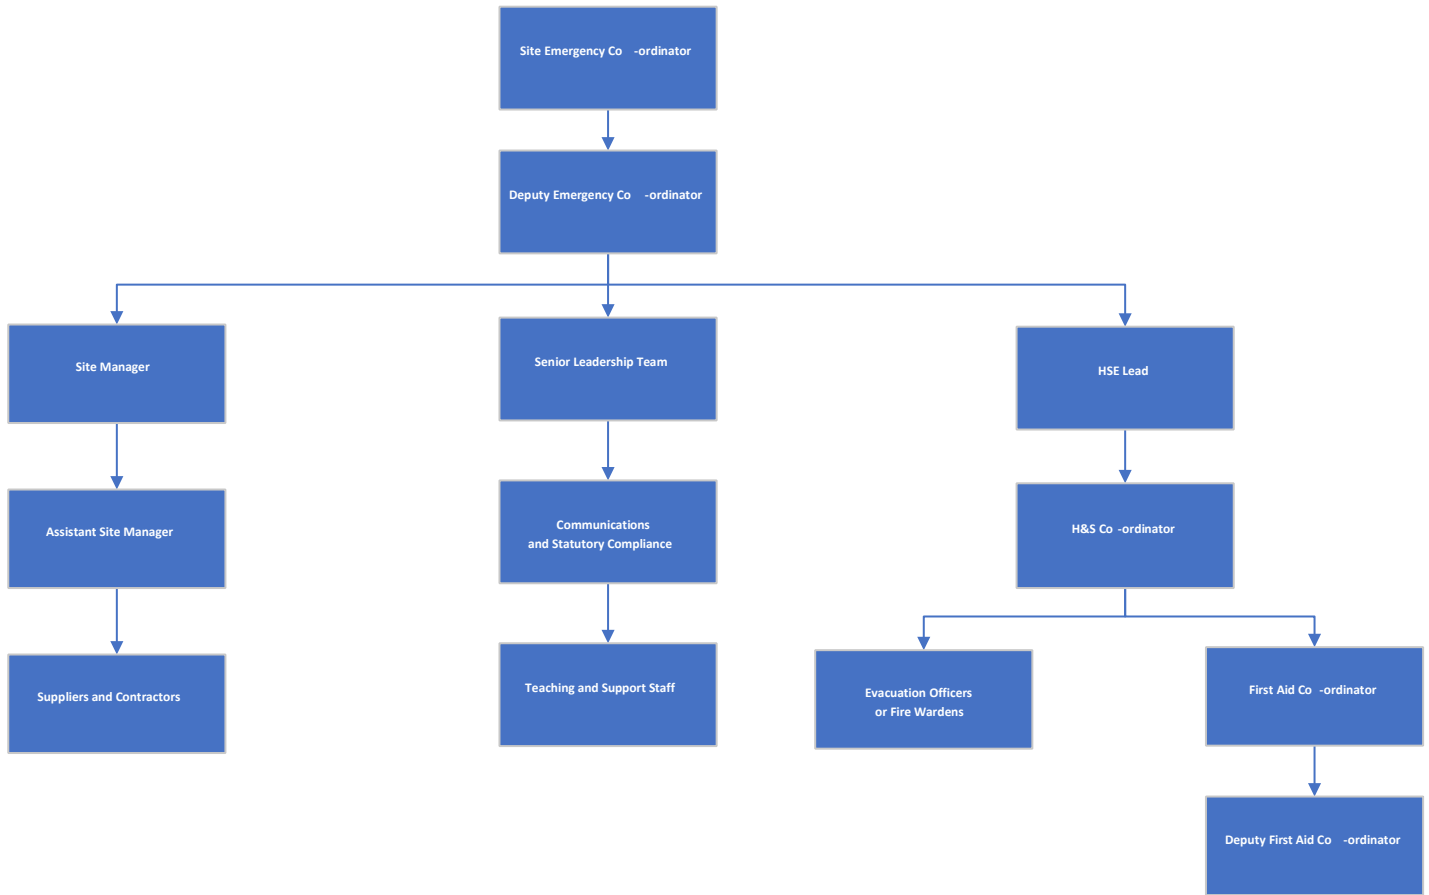 Site Emergency Co -ordinator
Deputy Emergency Co -ordinator
Site Manager
Senior Leadership Team
HSE Lead
Assistant Site Manager
Communications
and Statutory Compliance
H&S Co -ordinator
Suppliers and Contractors
Teaching and Support Staff
Evacuation Officers
or Fire Wardens
First Aid Co -ordinator
Deputy First Aid Co -ordinator